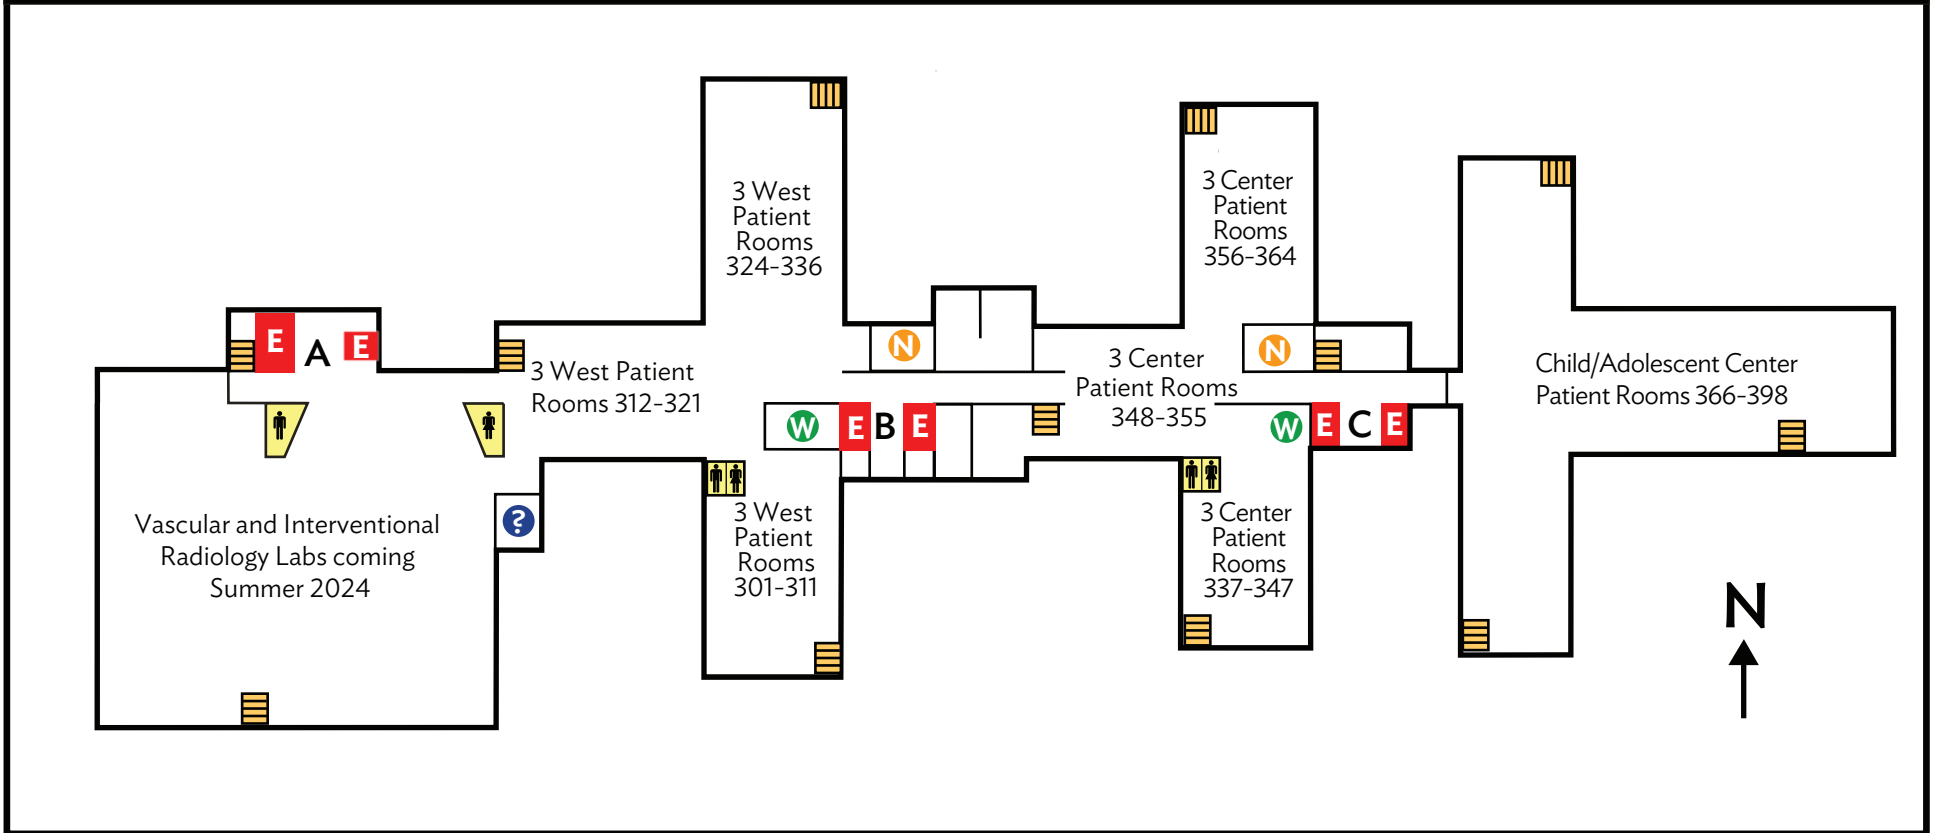 3 West
Patient
Rooms
324-336
3 Center
Patient
Rooms
356-364
E
A
E
3 West Patient
Rooms 312-321
N
3 Center
Patient Rooms
348-355
N
Child/Adolescent Center
Patient Rooms 366-398
W
E
B
E
W
E
C
E
Vascular and Interventional
Radiology Labs coming
Summer 2024
?
3 West
Patient
Rooms
301-311
3 Center
Patient
Rooms
337-347
N